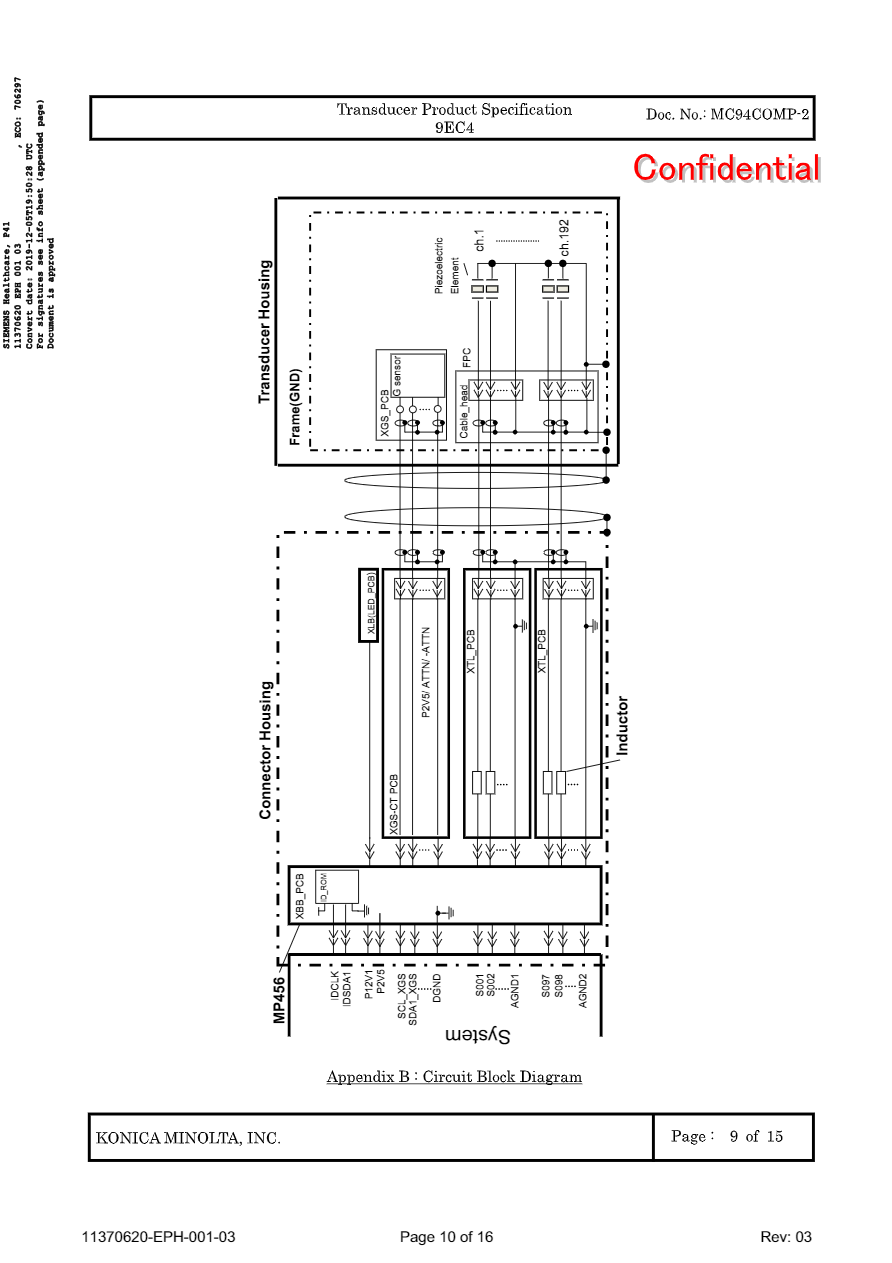 SIEMENS Healthcare, P41
11370620 EPH 001 03 , ECO: 706297
Convert date: 2019-12-05T19:50:28 UTC
For signatures see info sheet (appended page)
Document is approved
Transducer Product Specification
9EC4
Doc. No.: MC94COMP-2
Confidential
Transducer Housing
Frame(GND)
Piezoelectric
Element
ch.1
ch.192
XGS_PCB
G sensor
FPC
Cable_head
Connector Housing
XLB(LED_PCB)
XGS-CT PCB
P2V5/ ATTN/ -ATTN
XTL_PCB
XTL_PCB
Inductor
XBB_PCB
ID_ROM
MP456
IDCLK
IDSDA1
P12V1
P2V5
SCL_XGS
SDA1_XGS
DGND
S001
S002
AGND1
S097
S098
AGND2
System
Appendix B : Circuit Block Diagram
KONICA MINOLTA, INC.
Page : 9 of 15
11370620-EPH-001-03
Page 10 of 16
Rev: 03